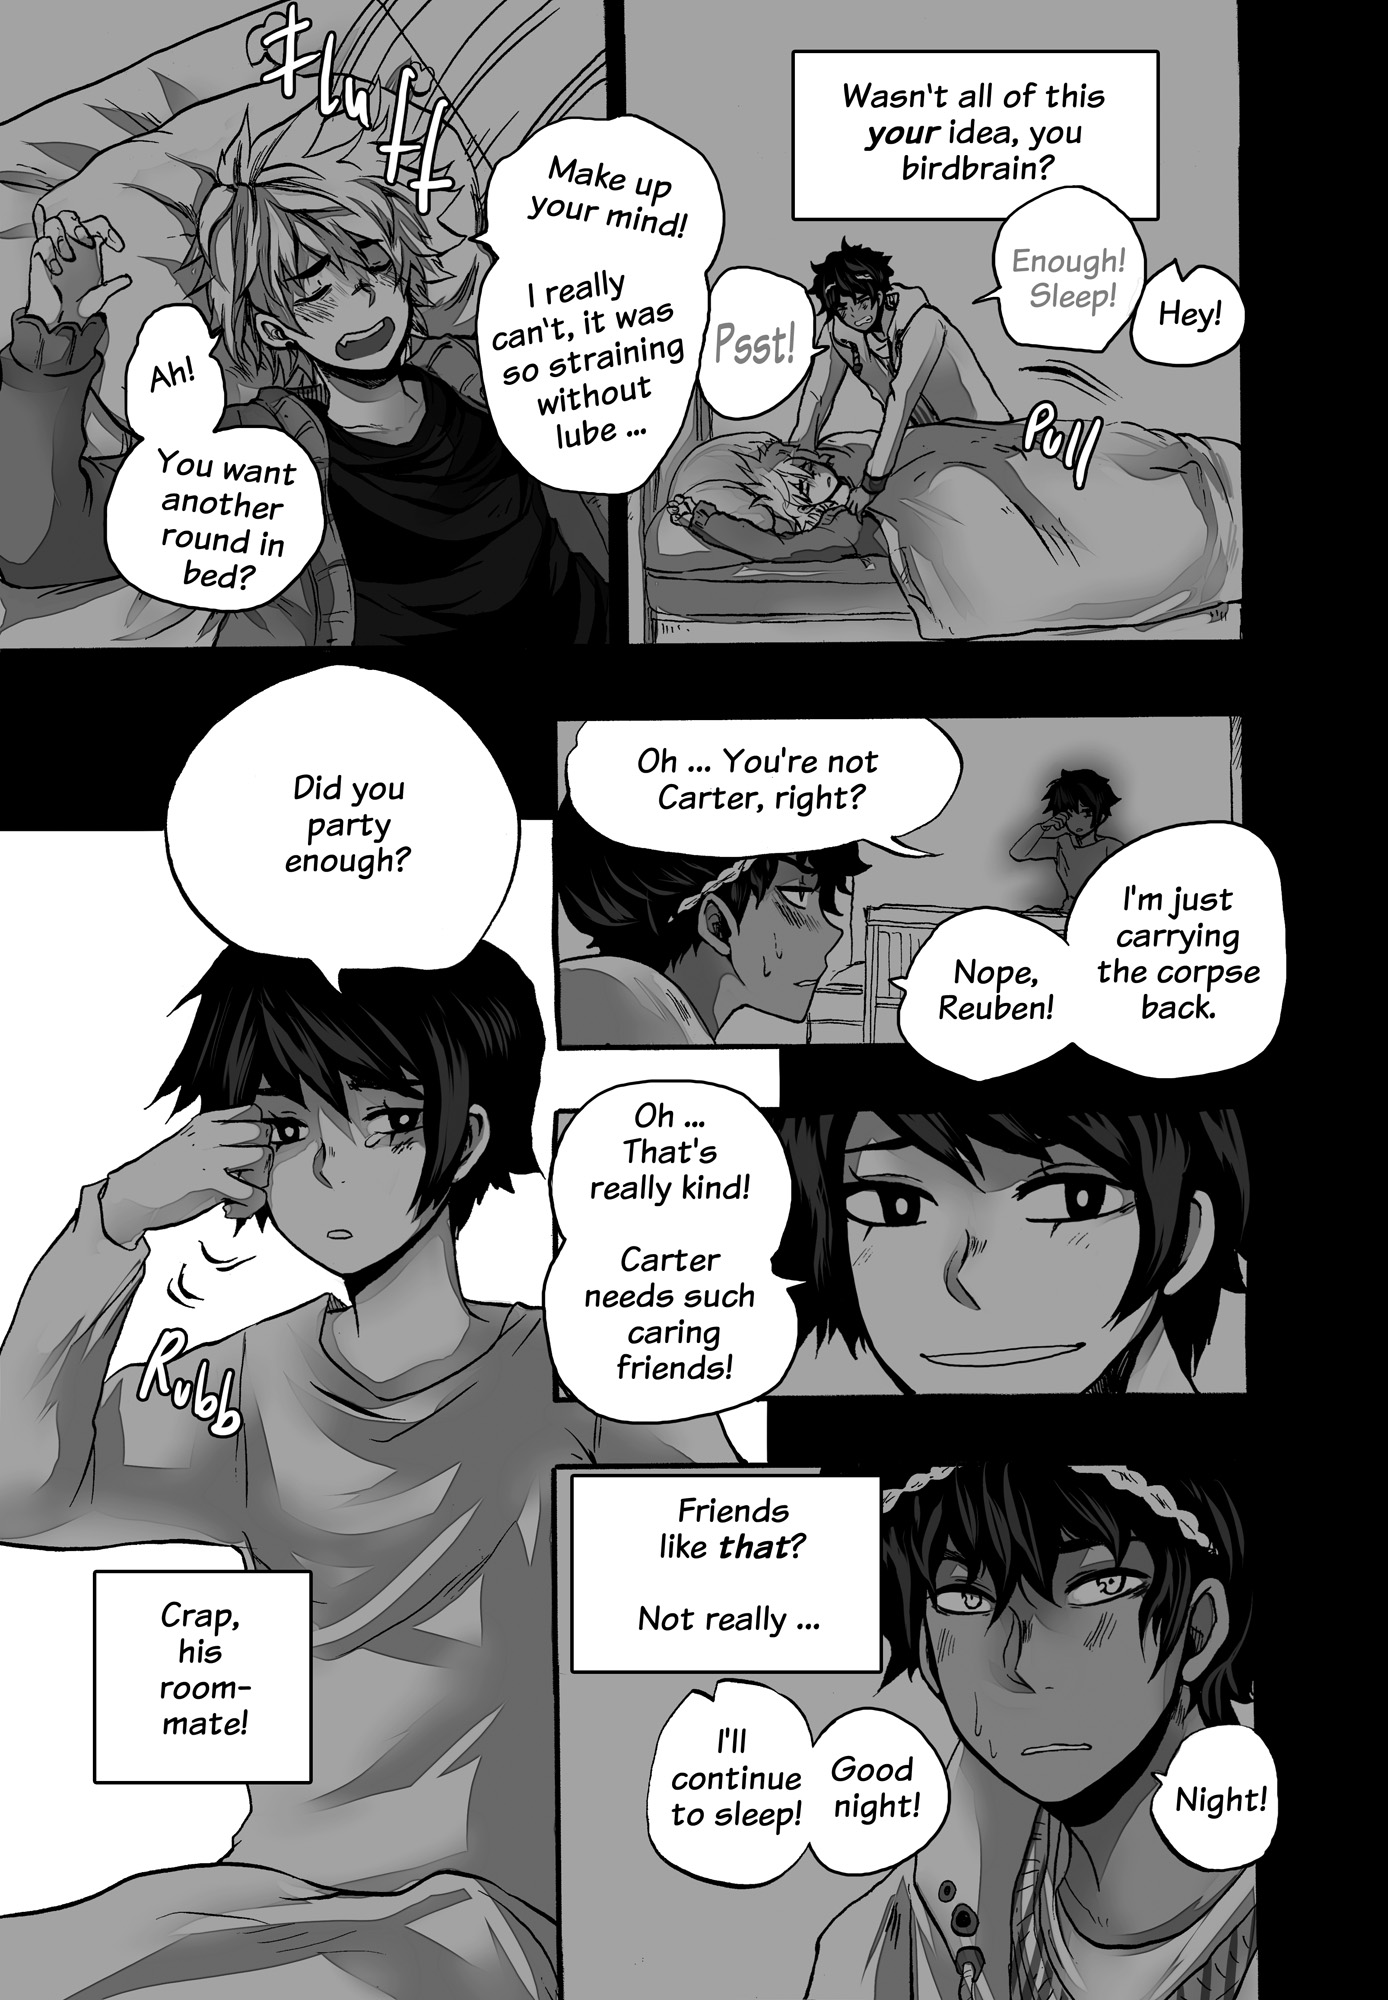 Fluff
Ah!
You want
another
round in
bed?
Make up
your mind!
I really
can't, it was
so straining
without
lube ...
Wasn't all of this
your idea, you
birdbrain?
Psst!
Enough!
Sleep!
Hey!
Pull
Did you
party
enough?
Rubb
Crap,
his
room-
mate!
Oh ... You're not
Carter, right?
Nope,
Reuben!
I'm just
carrying
the corpse
back.
Oh ...
That's
really kind!
Carter
needs such
caring
friends!
Friends
like that?
Not really ...
I'll
continue
to sleep!
Good
night!
Night!